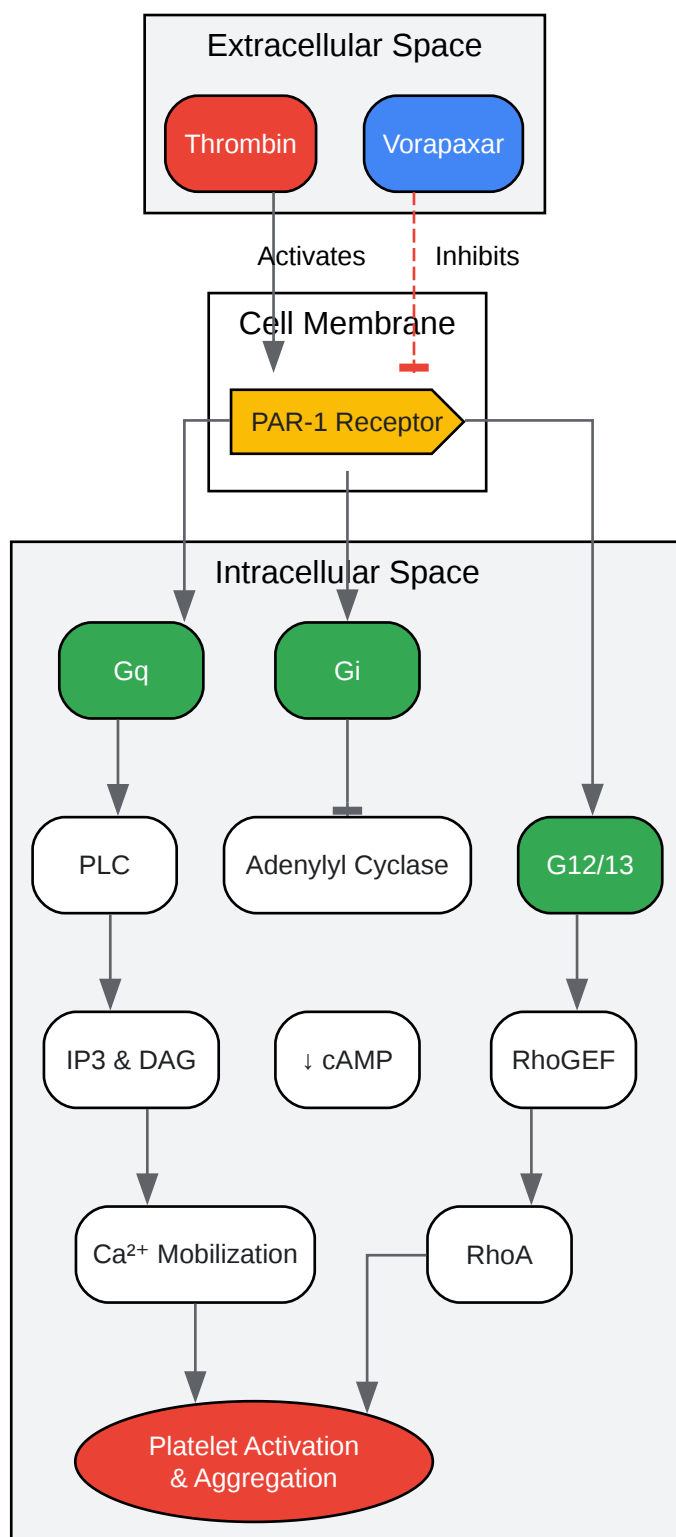 Extracellular Space
Thrombin
Vorapaxar
Activates
Inhibits
Cell Membrane
PAR-1 Receptor
Intracellular Space
Gq
Gi
PLC
Adenylyl Cyclase
G12/13
IP3 & DAG
↓ cAMP
RhoGEF
Ca²⁺ Mobilization
RhoA
Platelet Activation
& Aggregation